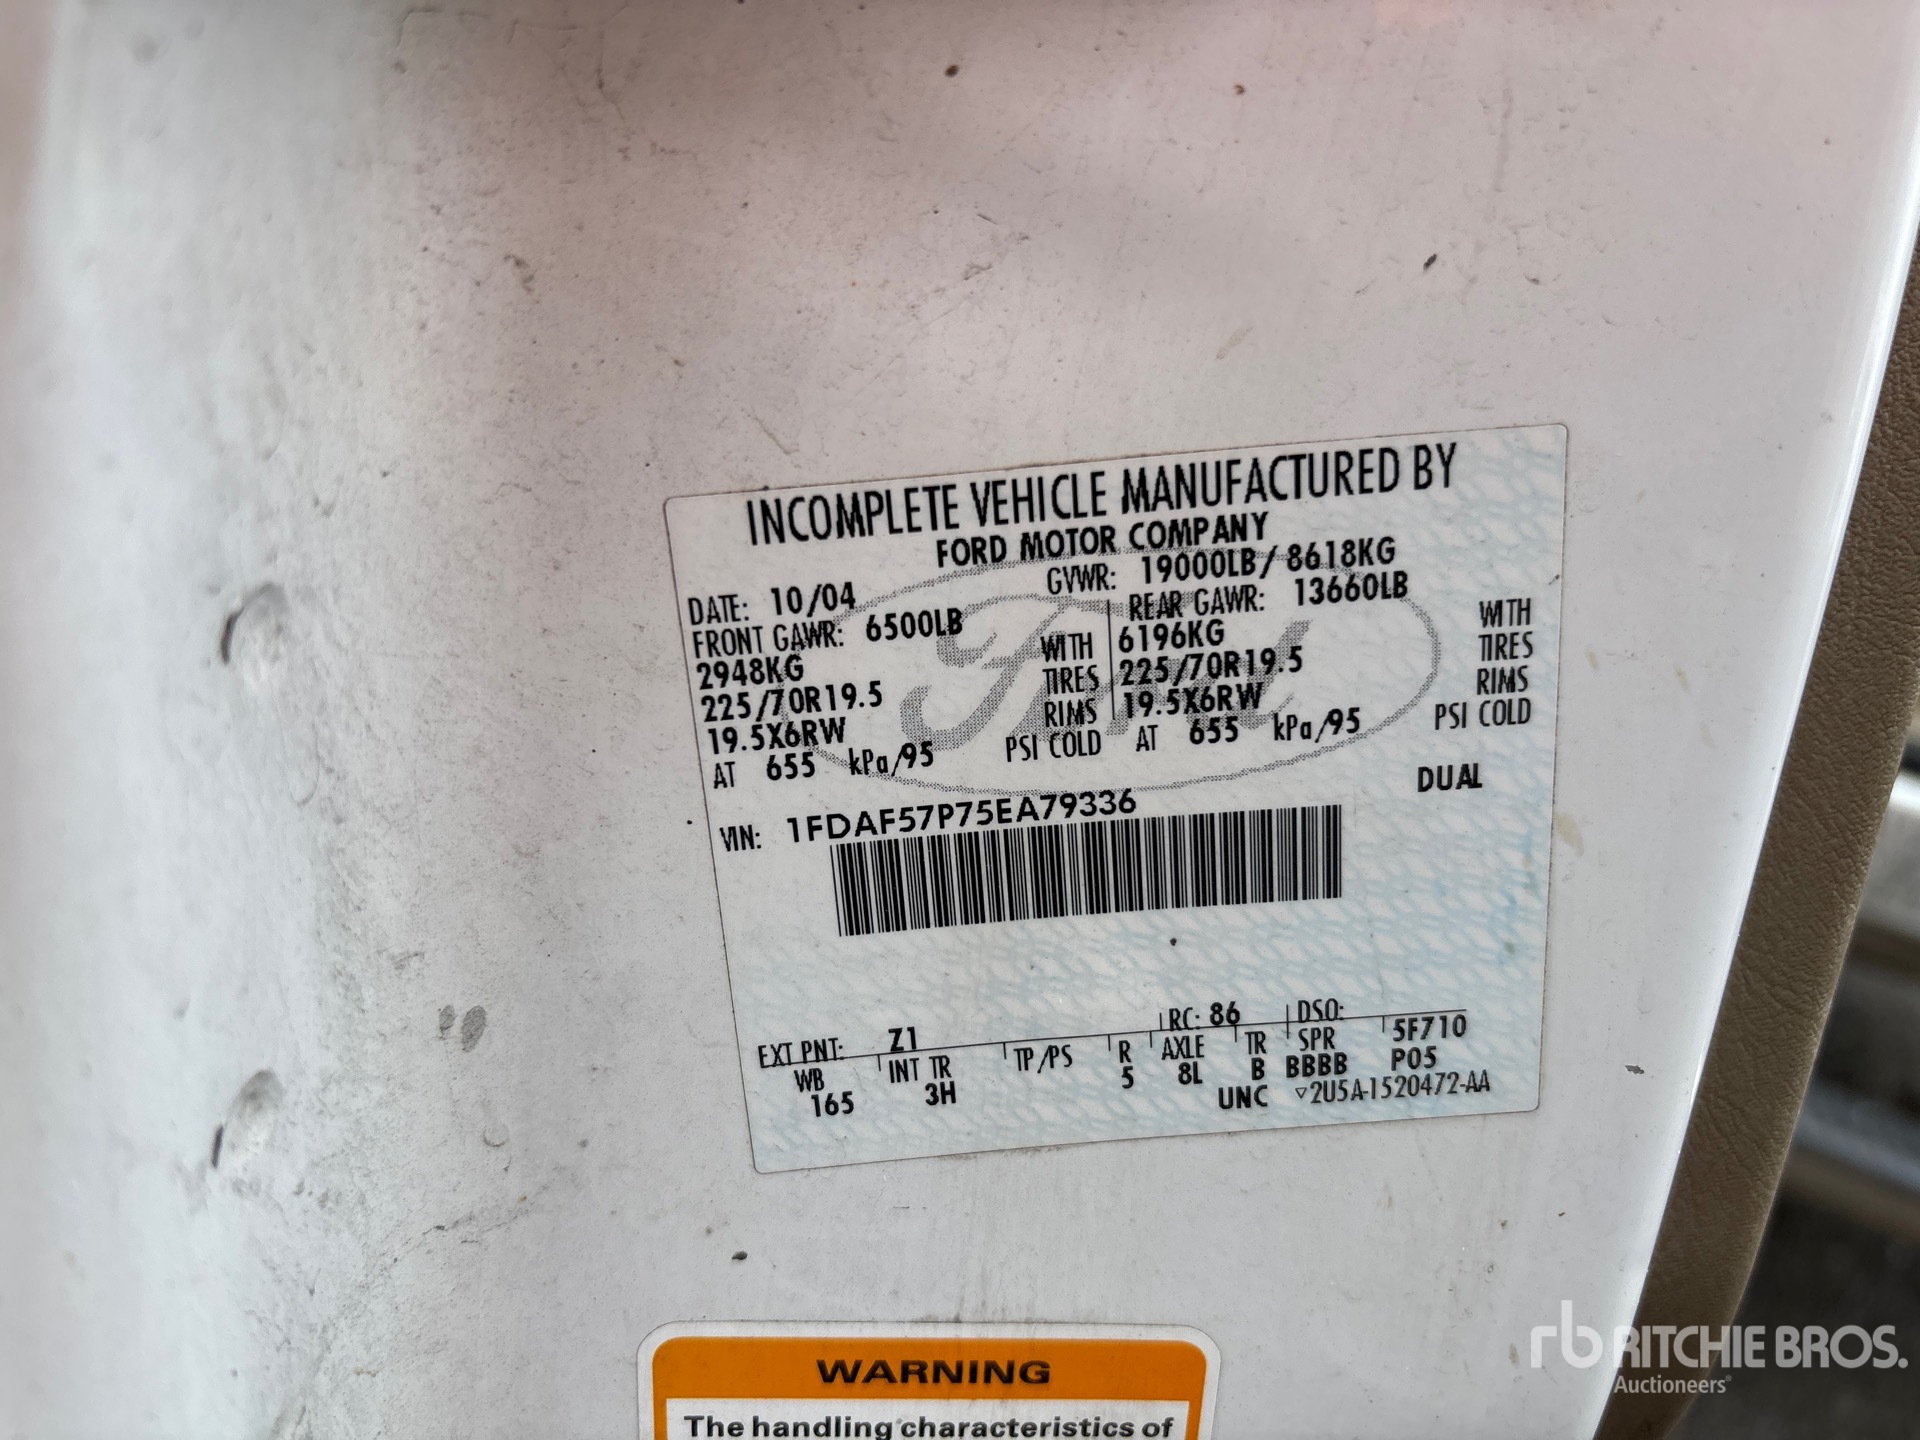 INCOMPLETE VEHICLE MANUFACTURED BY
FORD MOTOR COMPANY
DATE: 10/04 GVWR: 19000LB/ 8618KG
FRONT GAWR: 6500LB REAR GAWR: 13660LB
2948KG WITH 6196KG WITH
225/70R19.5 TIRES 225/70R19.5 TIRES
19.5X6RW RIMS 19.5X6RW RIMS
AT 655 kPa/95 PSI COLD AT 655 kPa/95 PSI COLD
VIN: 1FDAF57P75EA79336 DUAL
EXT PNT: Z1 RC: 86 DSO:
WB INT TR TP/PS R AXLE TR SPR 5F710
165 3H 5 8L B BBBB P05
UNC ▽2U5A-1520472-AA
WARNING
The handling characteristics of
rb RITCHIE BROS.
Auctioneers®